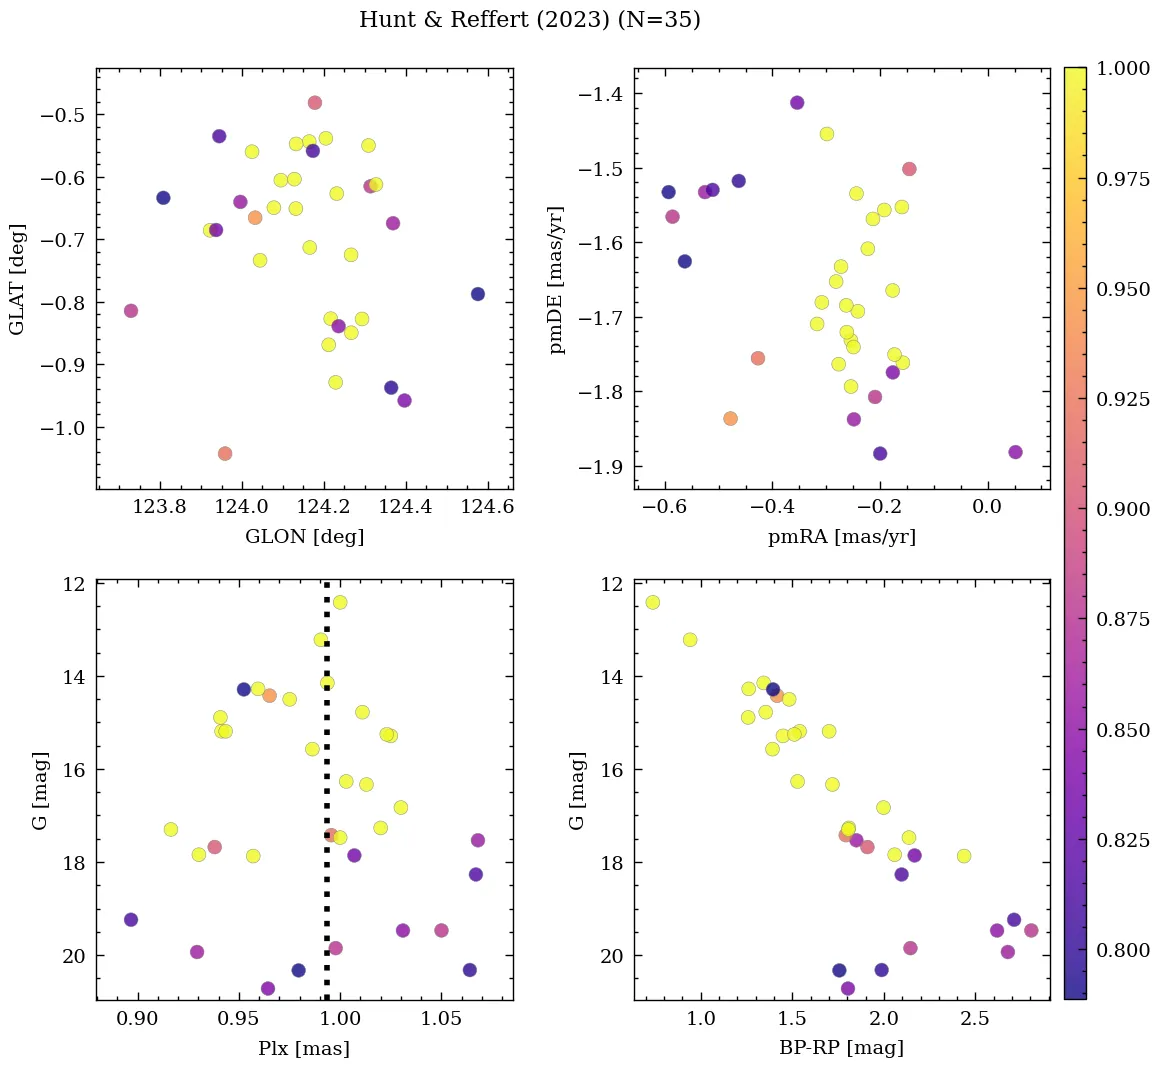 Hunt & Reffert (2023) (N=35)
GLAT [deg]
−0.5
−0.6
−0.7
−0.8
−0.9
−1.0
123.8 124.0 124.2 124.4 124.6
GLON [deg]
pmDE [mas/yr]
−1.4
−1.5
−1.6
−1.7
−1.8
−1.9
−0.6 −0.4 −0.2 0.0
pmRA [mas/yr]
G [mag]
12
14
16
18
20
0.90 0.95 1.00 1.05
Plx [mas]
G [mag]
12
14
16
18
20
1.0 1.5 2.0 2.5
BP-RP [mag]
1.000
0.975
0.950
0.925
0.900
0.875
0.850
0.825
0.800